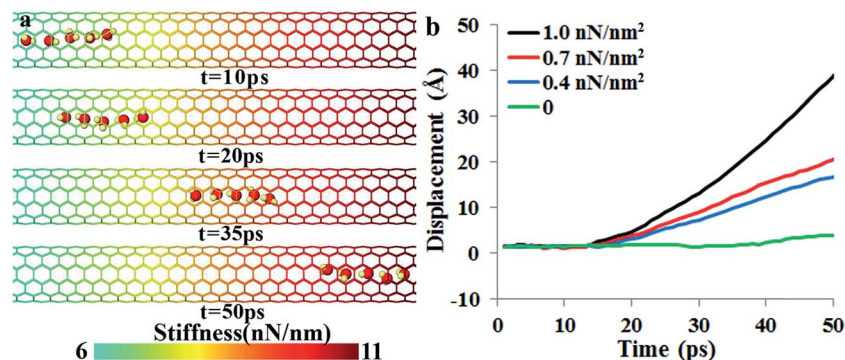 a
t=10ps
t=20ps
t=35ps
t=50ps
Stiffness(nN/nm)
6 11
b
1.0 nN/nm²
0.7 nN/nm²
0.4 nN/nm²
0
Displacement (Å)
50
40
30
20
10
0
-10
0 10 20 30 40 50
Time (ps)